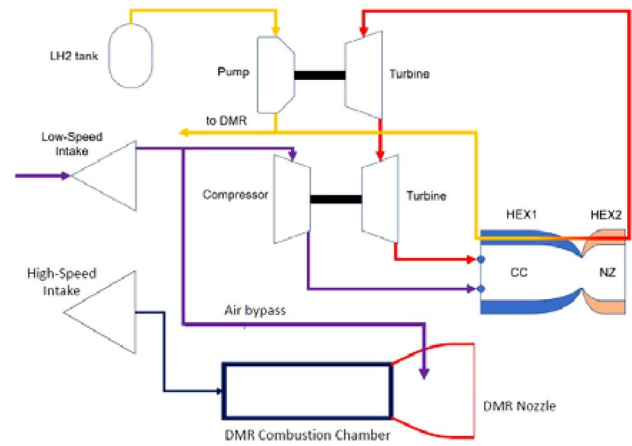 LH2 tank
Pump
Turbine
to DMR
Low-Speed
Intake
Compressor
Turbine
HEX1
HEX2
CC
NZ
High-Speed
Intake
Air bypass
DMR Nozzle
DMR Combustion Chamber